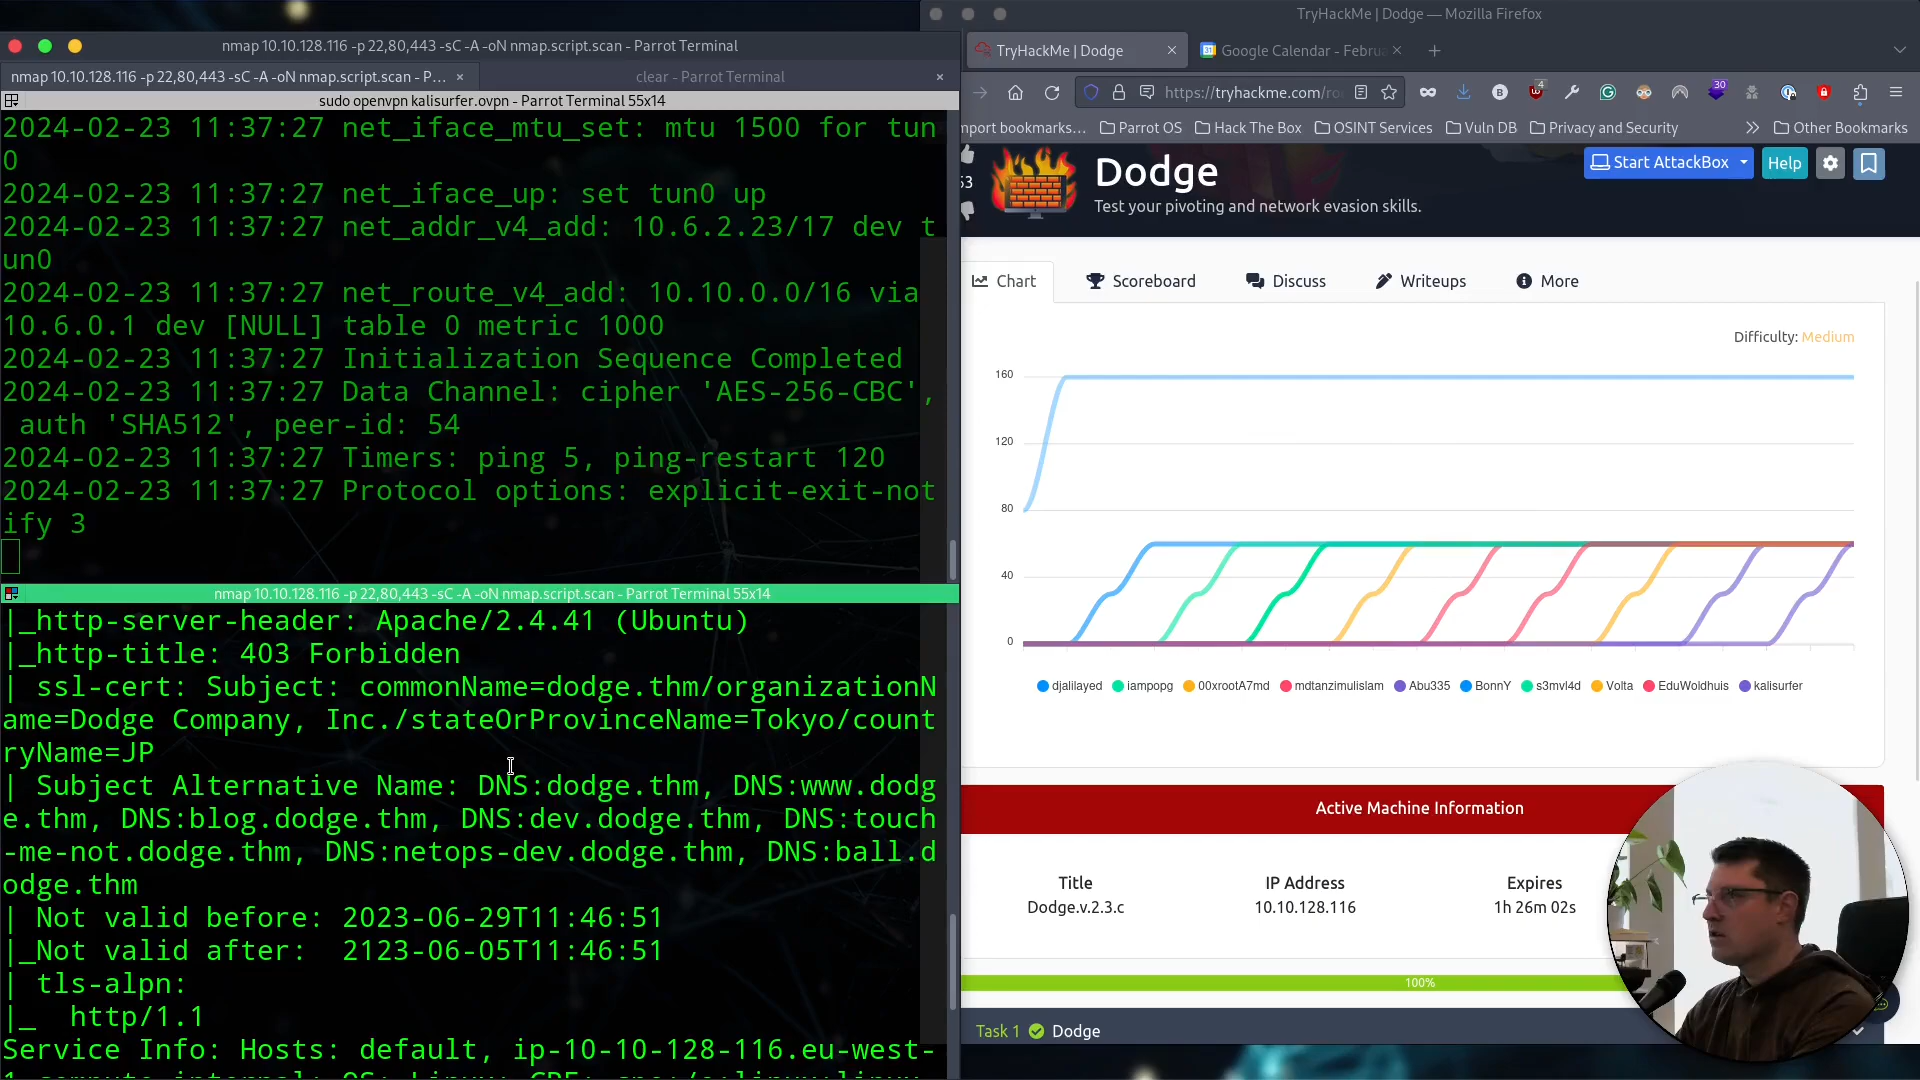 nmap 10.10.128.116 -p 22,80,443 -sC -A -oN nmap.script.scan - Parrot Terminal
nmap 10.10.128.116 -p 22,80,443 -sC -A -oN nmap.script.scan - P… ×
clear - Parrot Terminal ×
sudo openvpn kalisurfer.ovpn - Parrot Terminal 55x14
2024-02-23 11:37:27 net_iface_mtu_set: mtu 1500 for tun
0
2024-02-23 11:37:27 net_iface_up: set tun0 up
2024-02-23 11:37:27 net_addr_v4_add: 10.6.2.23/17 dev t
un0
2024-02-23 11:37:27 net_route_v4_add: 10.10.0.0/16 via
10.6.0.1 dev [NULL] table 0 metric 1000
2024-02-23 11:37:27 Initialization Sequence Completed
2024-02-23 11:37:27 Data Channel: cipher 'AES-256-CBC',
auth 'SHA512', peer-id: 54
2024-02-23 11:37:27 Timers: ping 5, ping-restart 120
2024-02-23 11:37:27 Protocol options: explicit-exit-not
ify 3
nmap 10.10.128.116 -p 22,80,443 -sC -A -oN nmap.script.scan - Parrot Terminal 55x14
|_http-server-header: Apache/2.4.41 (Ubuntu)
|_http-title: 403 Forbidden
| ssl-cert: Subject: commonName=dodge.thm/organizationN
ame=Dodge Company, Inc./stateOrProvinceName=Tokyo/count
ryName=JP
| Subject Alternative Name: DNS:dodge.thm, DNS:www.dodg
e.thm, DNS:blog.dodge.thm, DNS:dev.dodge.thm, DNS:touch
-me-not.dodge.thm, DNS:netops-dev.dodge.thm, DNS:ball.d
odge.thm
| Not valid before: 2023-06-29T11:46:51
|_Not valid after:  2123-06-05T11:46:51
| tls-alpn:
|_  http/1.1
Service Info: Hosts: default, ip-10-10-128-116.eu-west-
TryHackMe | Dodge — Mozilla Firefox
TryHackMe | Dodge ×
Google Calendar - Febru ×
https://tryhackme.com/ro
4
30
mport bookmarks… Parrot OS Hack The Box OSINT Services Vuln DB Privacy and Security Other Bookmarks
53
Dodge
Test your pivoting and network evasion skills.
Start AttackBox
Help
Chart Scoreboard Discuss Writeups More
Difficulty: Medium
160
120
80
40
0
djalilayed iampopg 00xrootA7md mdtanzimulislam Abu335 BonnY s3mvl4d Volta EduWoldhuis kalisurfer
Active Machine Information
Title IP Address Expires
Dodge.v.2.3.c 10.10.128.116 1h 26m 02s
100%
Task 1 Dodge